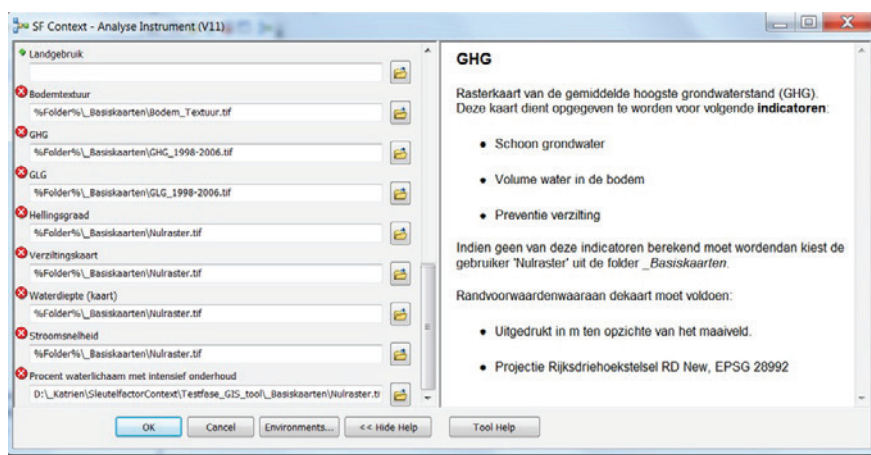 SF Context - Analyse Instrument (V11)
Landgebruik
Bodemtextuur
%Folder%\_Basiskaarten\Bodem_Textuur.tif
GHG
%Folder%\_Basiskaarten\GHG_1998-2006.tif
GLG
%Folder%\_Basiskaarten\GLG_1998-2006.tif
Hellingsgraad
%Folder%\_Basiskaarten\Nulraster.tif
Verziltingskaart
%Folder%\_Basiskaarten\Nulraster.tif
Waterdiepte (kaart)
%Folder%\_Basiskaarten\Nulraster.tif
Stroomsnelheid
%Folder%\_Basiskaarten\Nulraster.tif
Procent waterlichaam met intensief onderhoud
D:\_Katrien\SleutelfactorContext\Testfase_GIS_tool\_Basiskaarten\Nulraster.ti
OK
Cancel
Environments...
<< Hide Help
GHG
Rasterkaart van de gemiddelde hoogste grondwaterstand (GHG).
Deze kaart dient opgegeven te worden voor volgende indicatoren:
• Schoon grondwater
• Volume water in de bodem
• Preventie verzilting
Indien geen van deze indicatoren berekend moet wordendan kiest de
gebruiker 'Nulraster' uit de folder _Basiskaarten.
Randvoorwaardenwaaraan dekaart moet voldoen:
• Uitgedrukt in m ten opzichte van het maaiveld.
• Projectie Rijksdriehoekstelsel RD New, EPSG 28992
Tool Help